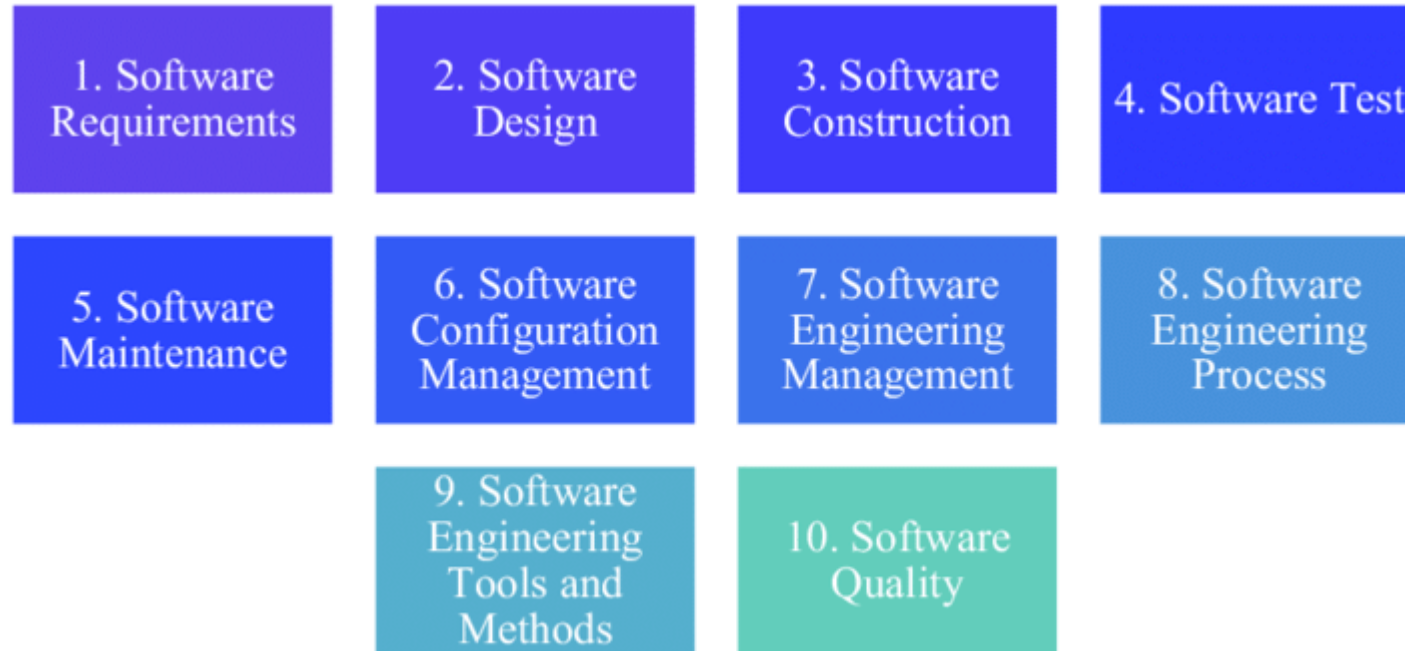 1. Software
Requirements
2. Software
Design
3. Software
Construction
4. Software Test
5. Software
Maintenance
6. Software
Configuration
Management
7. Software
Engineering
Management
8. Software
Engineering
Process
9. Software
Engineering
Tools and
Methods
10. Software
Quality